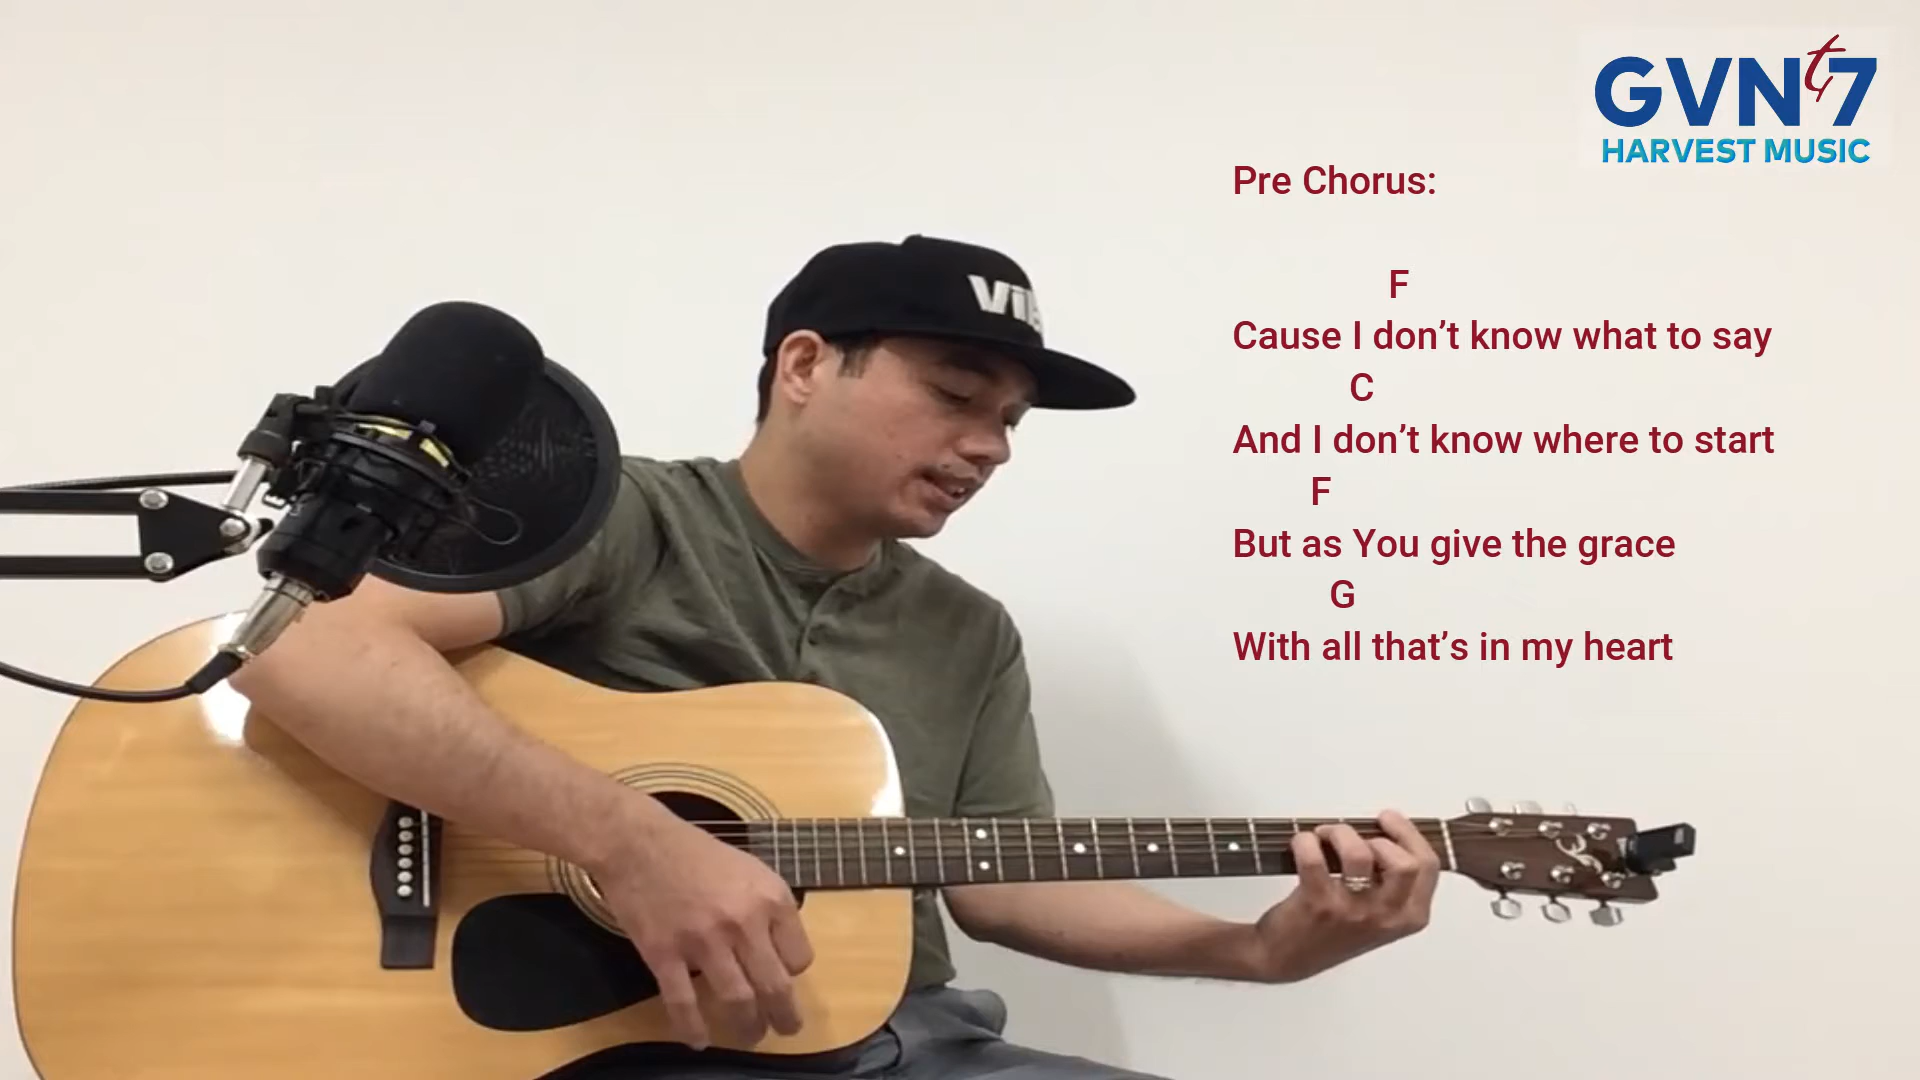 GVNt7
HARVEST MUSIC
Pre Chorus:
F
Cause I don’t know what to say
C
And I don’t know where to start
F
But as You give the grace
G
With all that’s in my heart